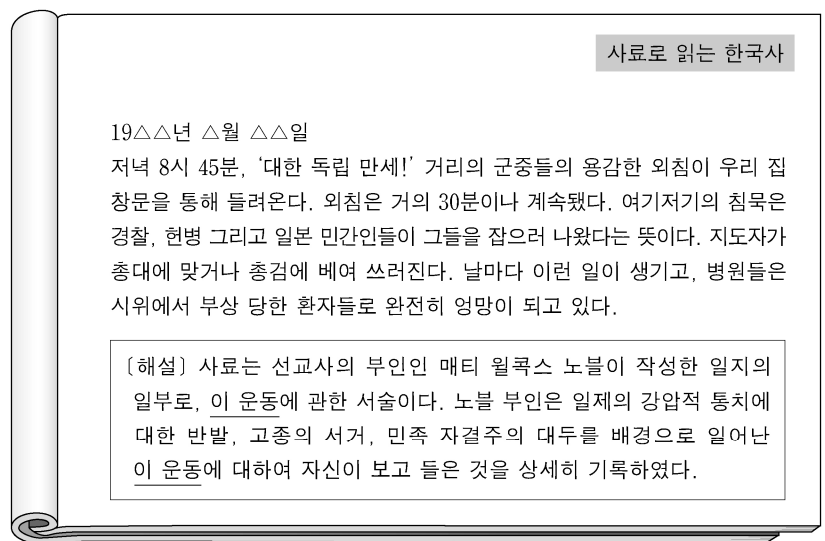 사료로 읽는 한국사
19△△년 △월 △△일
저녁 8시 45분, ‘대한 독립 만세!’ 거리의 군중들의 용감한 외침이 우리 집
창문을 통해 들려온다. 외침은 거의 30분이나 계속됐다. 여기저기의 침묵은
경찰, 헌병 그리고 일본 민간인들이 그들을 잡으러 나왔다는 뜻이다. 지도자가
총대에 맞거나 총검에 베여 쓰러진다. 날마다 이런 일이 생기고, 병원들은
시위에서 부상 당한 환자들로 완전히 엉망이 되고 있다.
〔해설〕 사료는 선교사의 부인인 매티 윌콕스 노블이 작성한 일지의
일부로, 이 운동에 관한 서술이다. 노블 부인은 일제의 강압적 통치에
대한 반발, 고종의 서거, 민족 자결주의 대두를 배경으로 일어난
이 운동에 대하여 자신이 보고 들은 것을 상세히 기록하였다.